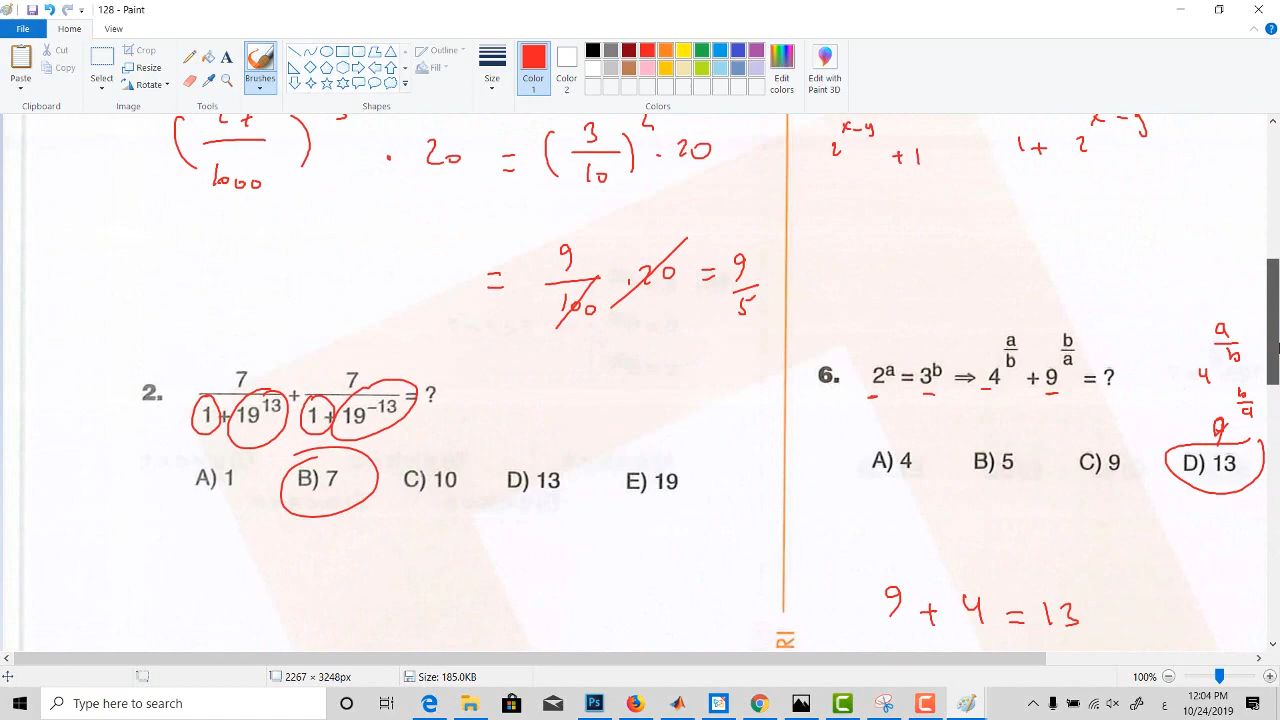 128 - Paint
File Home View
Paste
Cut
Copy
Clipboard
Select
Crop
Resize
Rotate
Image
Tools
Brushes
Shapes
Outline
Fill
Size
Color 1
Color 2
Edit colors
Edit with Paint 3D
Colors
1000
. 20 = (3/10) . 20
= 9/100 . 20 = 9/5
2. 7/(1 + 19^13) + 7/(1 + 19^-13) = ?
A) 1 B) 7 C) 10 D) 13 E) 19
2^(x-y) + 1
1 + 2^(x-y)
6. 2^a = 3^b ⇒ 4^(a/b) + 9^(b/a) = ?
4^(a/b)
9^(b/a)
A) 4 B) 5 C) 9 D) 13
9 + 4 = 13
RI
2267 × 3248px
Size: 185.0KB
100%
Type here to search
12:04 PM
10/24/2019